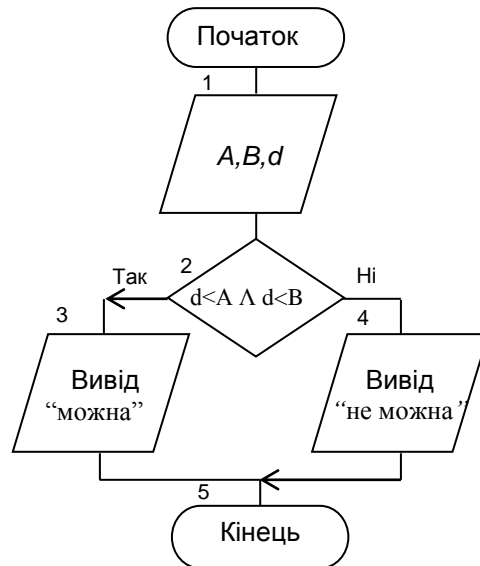 Початок
1
A,B,d
2
Так
d<A Λ d<B
Ні
3
4
Вивід
“можна”
Вивід
“не можна”
5
Кінець